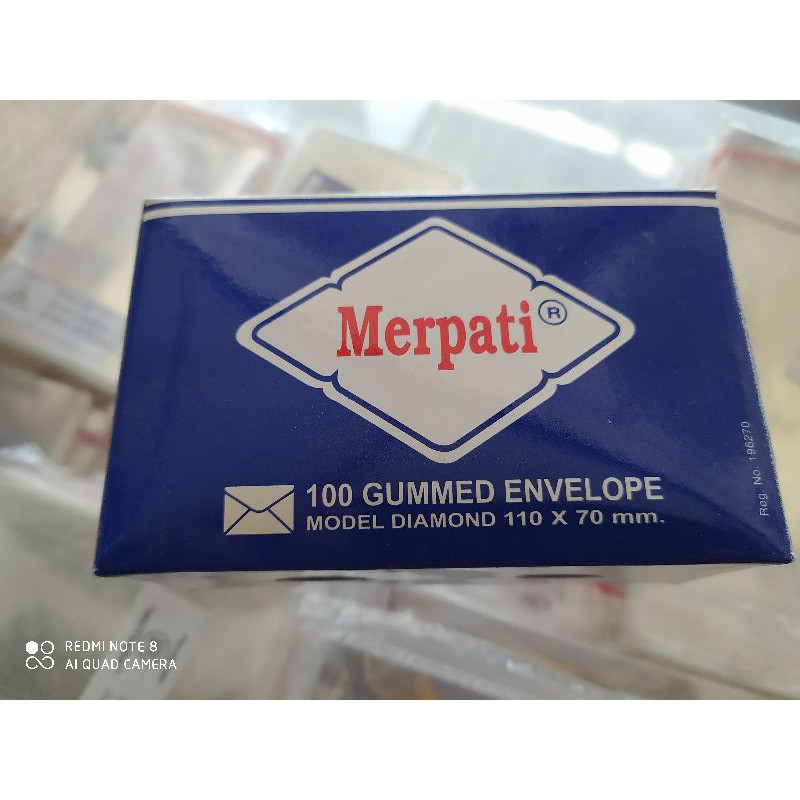 Merpati ®
100 GUMMED ENVELOPE
MODEL DIAMOND 110 X 70 mm.
Reg. No. 196270
REDMI NOTE 8
AI QUAD CAMERA